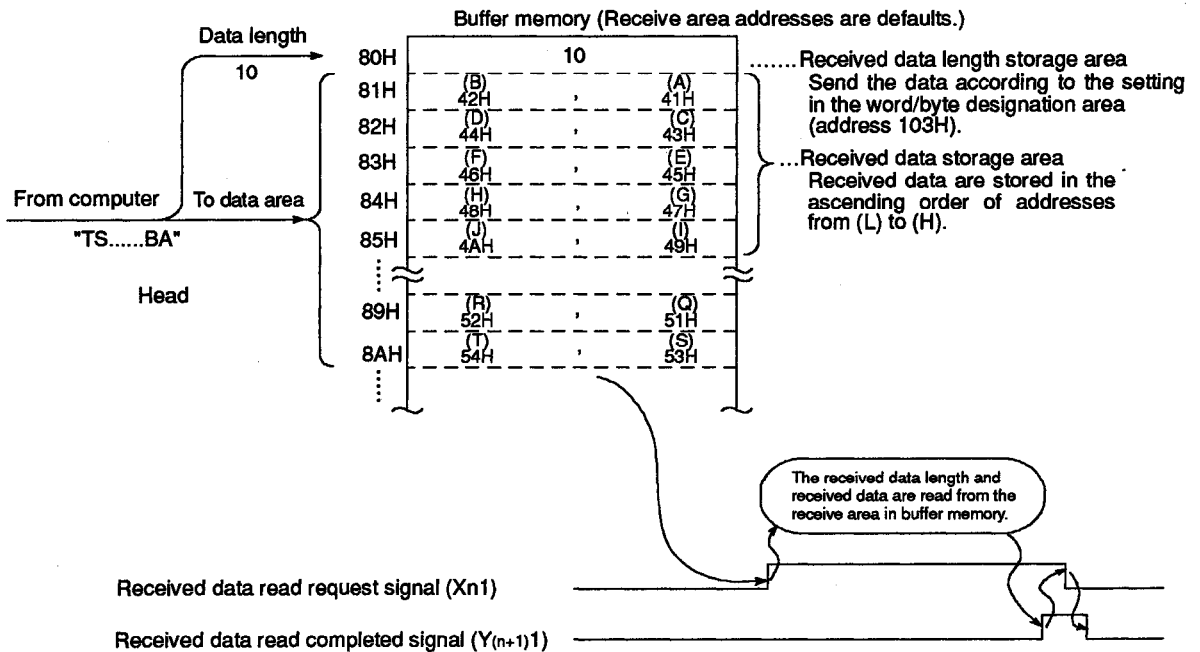 Buffer memory (Receive area addresses are defaults.)
Data length
10
80H
10
.......Received data length storage area
Send the data according to the setting
in the word/byte designation area
(address 103H).
81H
(B)
42H
,
(A)
41H
82H
(D)
44H
,
(C)
43H
83H
(F)
46H
,
(E)
45H
...Received data storage area
Received data are stored in the
ascending order of addresses
from (L) to (H).
From computer
To data area
"TS......BA"
Head
84H
(H)
48H
,
(G)
47H
85H
(J)
4AH
,
(I)
49H
89H
(R)
52H
,
(Q)
51H
8AH
(T)
54H
,
(S)
53H
The received data length and
received data are read from the
receive area in buffer memory.
Received data read request signal (Xn1)
Received data read completed signal (Y(n+1)1)